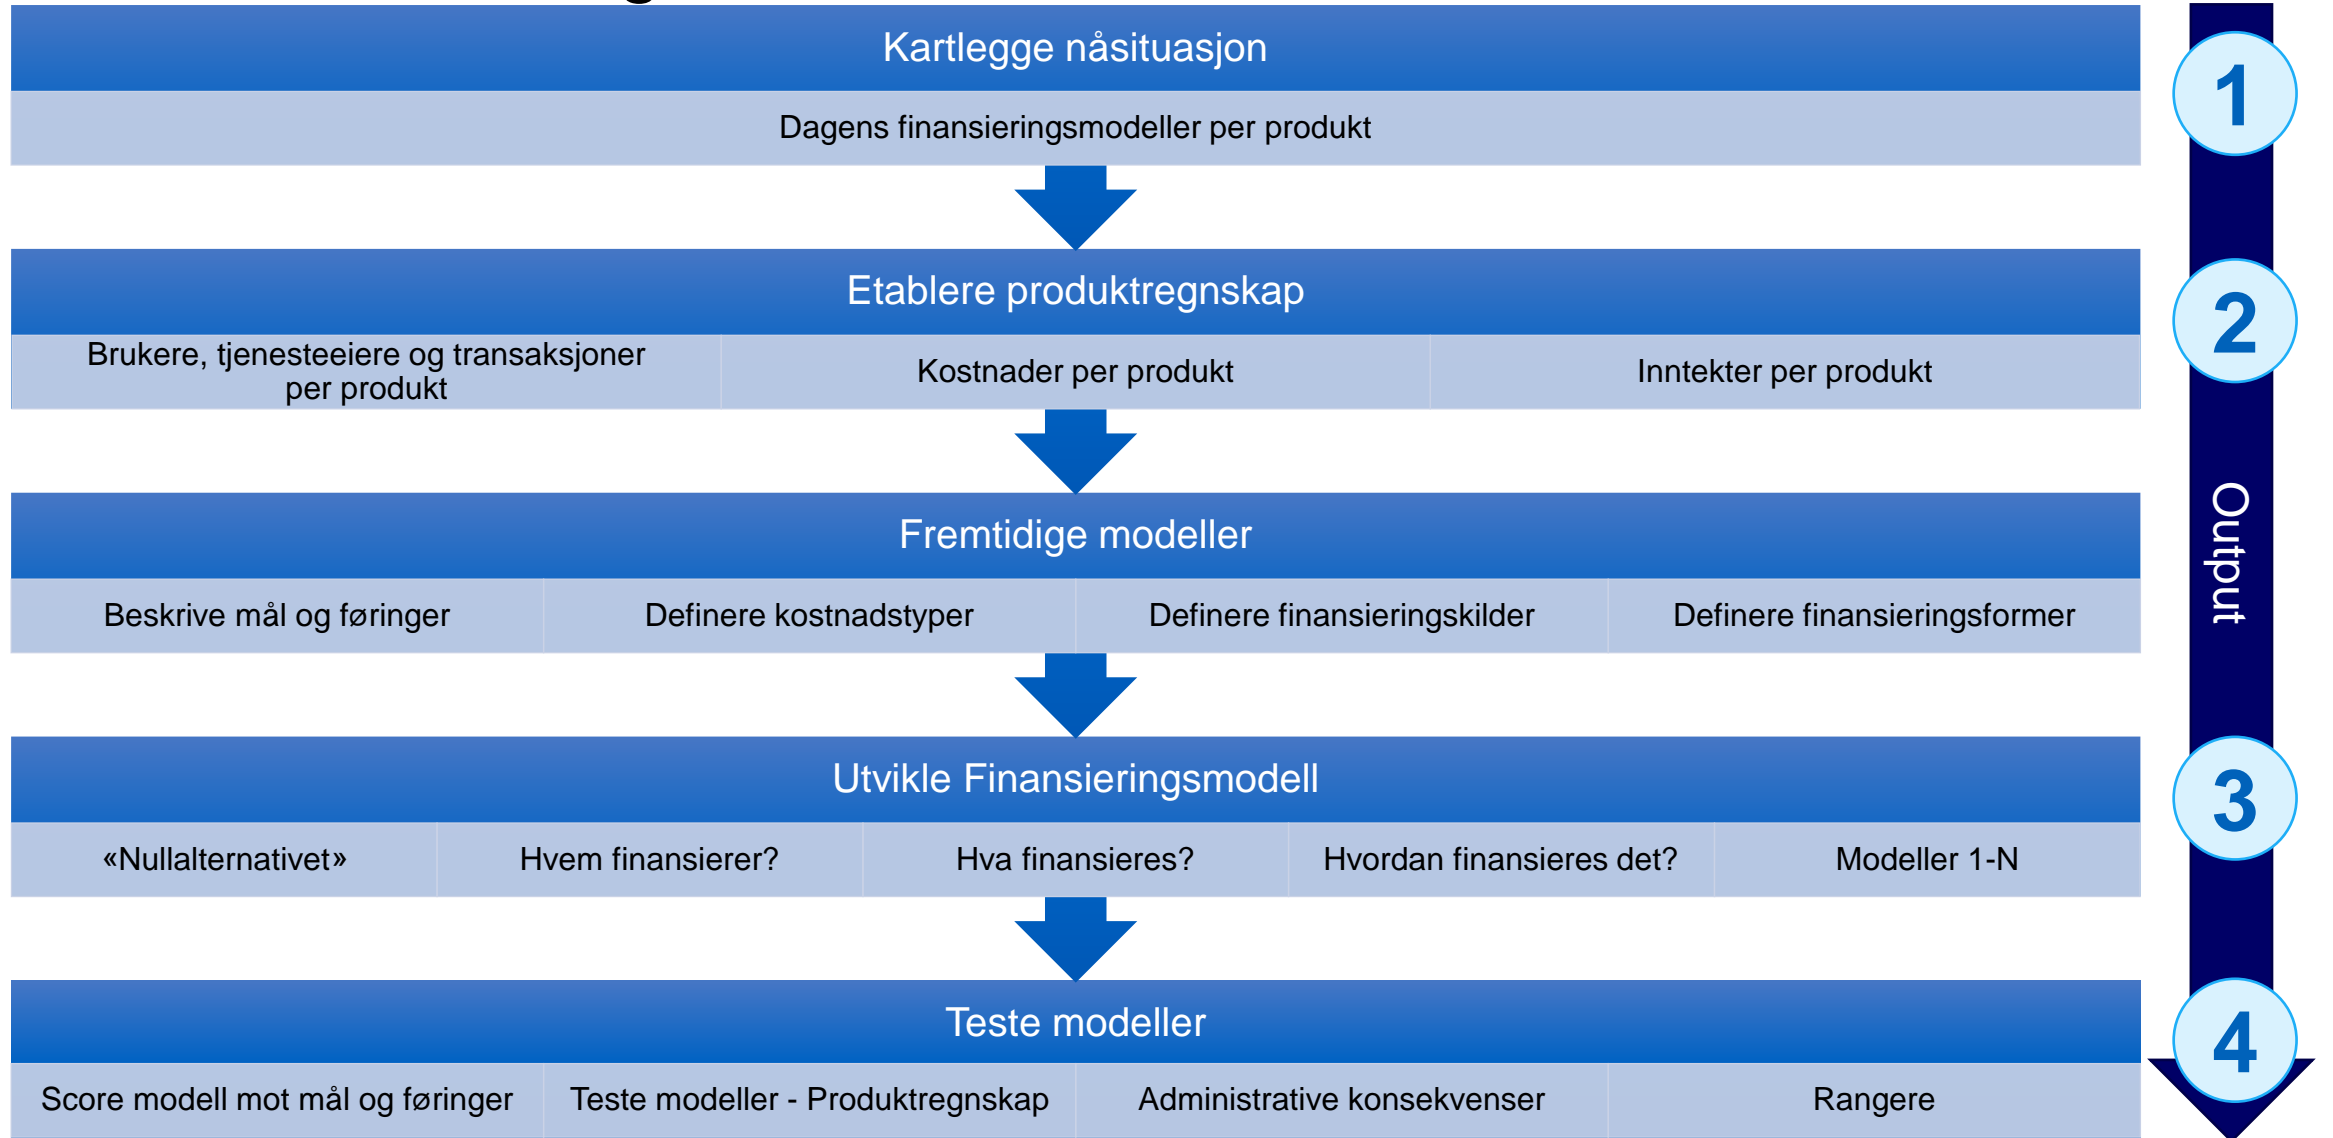 Kartlegge nåsituasjon
Dagens finansieringsmodeller per produkt
1
Etablere produktregnskap
Brukere, tjenesteeiere og transaksjoner
per produkt
Kostnader per produkt
Inntekter per produkt
2
Output
Fremtidige modeller
Beskrive mål og føringer
Definere kostnadstyper
Definere finansieringskilder
Definere finansieringsformer
Utvikle Finansieringsmodell
«Nullalternativet»
Hvem finansierer?
Hva finansieres?
Hvordan finansieres det?
Modeller 1-N
3
Teste modeller
Score modell mot mål og føringer
Teste modeller - Produktregnskap
Administrative konsekvenser
Rangere
4